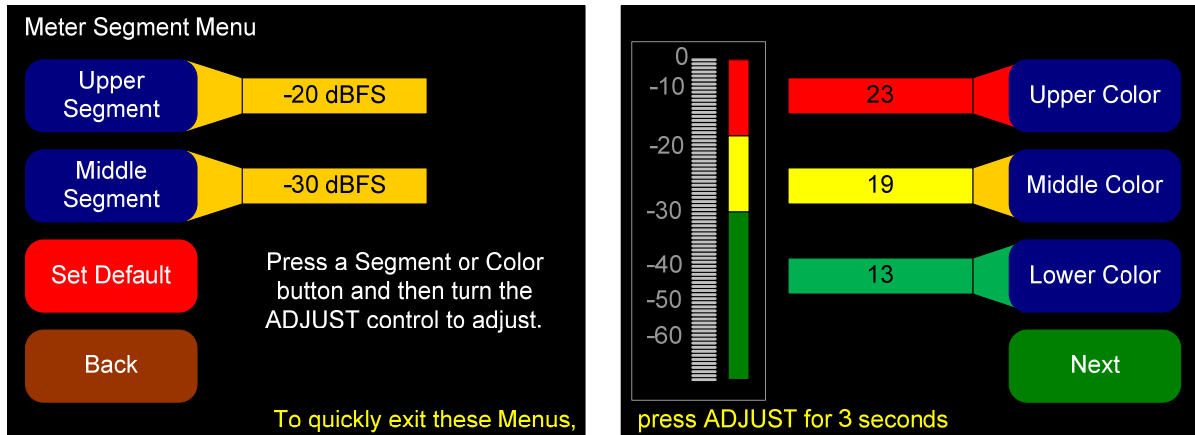 Meter Segment Menu
Upper
Segment
-20 dBFS
Middle
Segment
-30 dBFS
Set Default
Press a Segment or Color
button and then turn the
ADJUST control to adjust.
Back
To quickly exit these Menus,
0
-10
-20
-30
-40
-50
-60
23
Upper Color
19
Middle Color
13
Lower Color
Next
press ADJUST for 3 seconds